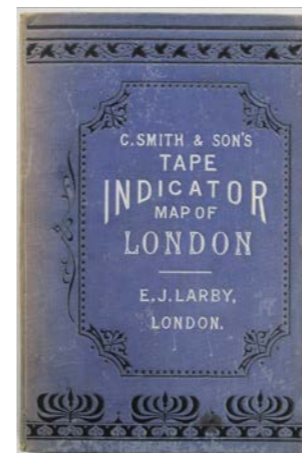 C. SMITH & SON'S
TAPE
INDICATOR
MAP OF
LONDON
E.J. LARBY,
LONDON.